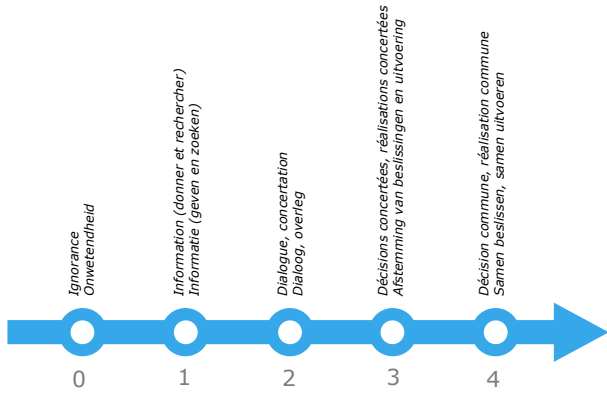 Ignorance
Onwetendheid
Information (donner et rechercher)
Informatie (geven en zoeken)
Dialogue, concertation
Dialoog, overleg
Décisions concertées, réalisations concertées
Afstemming van beslissingen en uitvoering
Décision commune, réalisation commune
Samen beslissen, samen uitvoeren
0
1
2
3
4